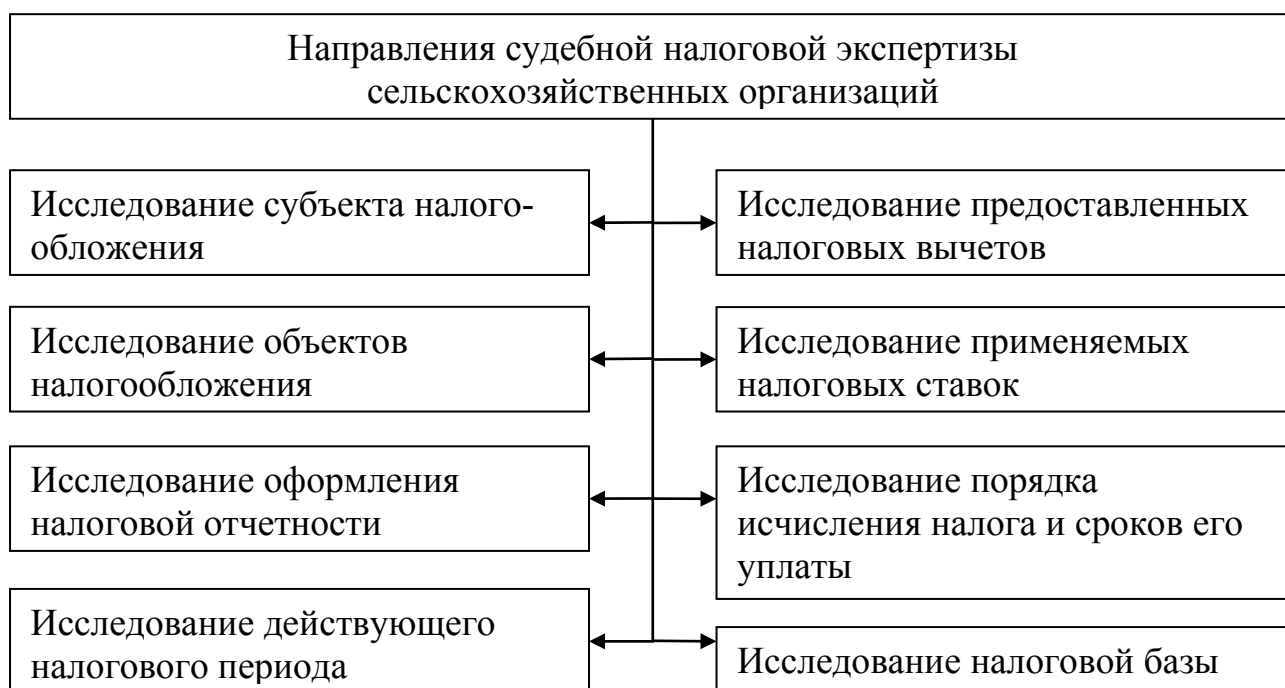 Направления судебной налоговой экспертизы
сельскохозяйственных организаций
Исследование субъекта налого-
обложения
Исследование предоставленных
налоговых вычетов
Исследование объектов
налогообложения
Исследование применяемых
налоговых ставок
Исследование оформления
налоговой отчетности
Исследование порядка
исчисления налога и сроков его
уплаты
Исследование действующего
налогового периода
Исследование налоговой базы